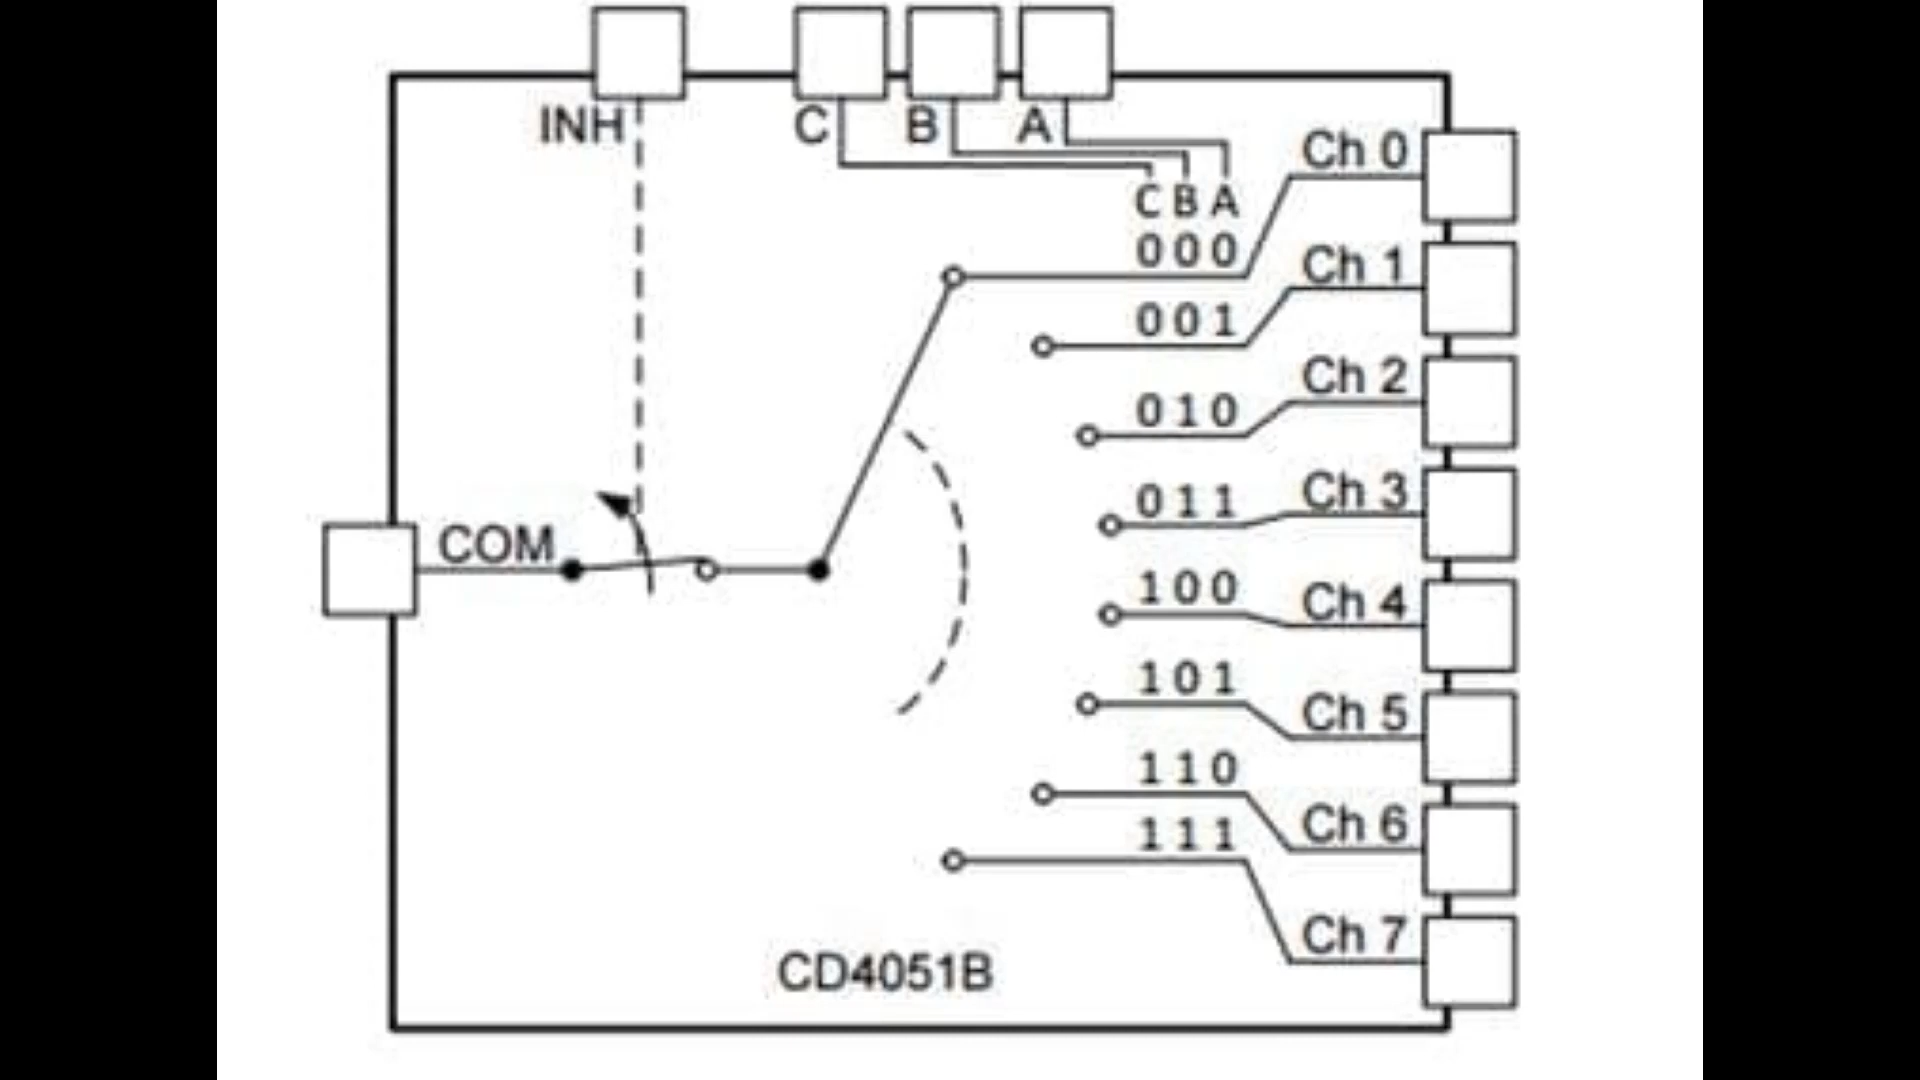 INH
C B A
C B A
Ch 0
0 0 0
Ch 1
0 0 1
Ch 2
0 1 0
Ch 3
0 1 1
COM
Ch 4
1 0 0
Ch 5
1 0 1
Ch 6
1 1 0
1 1 1
Ch 7
CD4051B